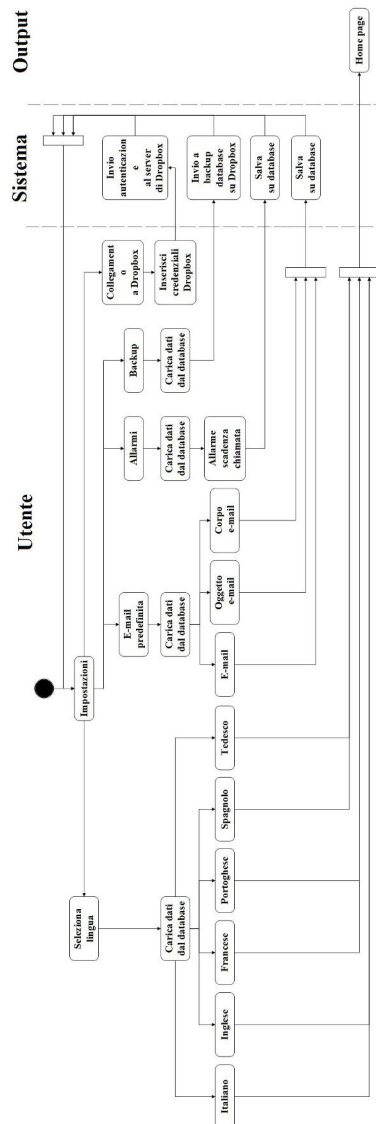 Utente
Sistema
Output
Impostazioni
Seleziona
lingua
E-mail
predefinita
Allarmi
Backup
Collegament
o
a Dropbox
Invio
autenticazion
e
al server
di Dropbox
Carica dati
dal database
Carica dati
dal database
Carica dati
dal database
Carica dati
dal database
Inserisci
credenziali
Dropbox
Invio a
backup
database
su Dropbox
Italiano
Inglese
Francese
Portoghese
Spagnolo
Tedesco
E-mail
Oggetto
e-mail
Corpo
e-mail
Allarme
scadenza
chiamata
Salva
su database
Salva
su database
Home page